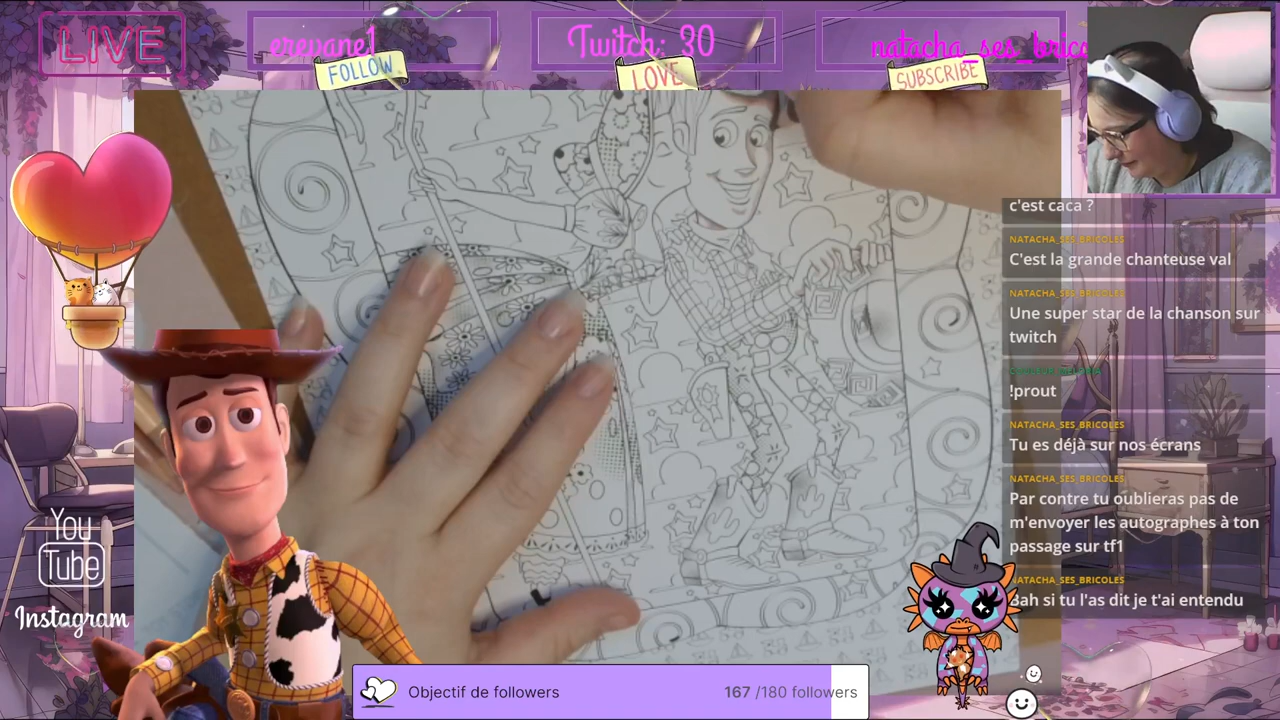 LIVE
erevane1
FOLLOW
Twitch: 30
LOVE
natacha_ses_brico
SUBSCRIBE
c'est caca ?
NATACHA_SES_BRICOLES
C'est la grande chanteuse val
NATACHA_SES_BRICOLES
Une super star de la chanson sur
twitch
!prout
NATACHA_SES_BRICOLES
Tu es déjà sur nos écrans
NATACHA_SES_BRICOLES
Par contre tu oublieras pas de
m'envoyer les autographes à ton
passage sur tf1
NATACHA_SES_BRICOLES
Bah si tu l'as dit je t'ai entendu
You
Tube
Instagram
Objectif de followers
167 /180 followers